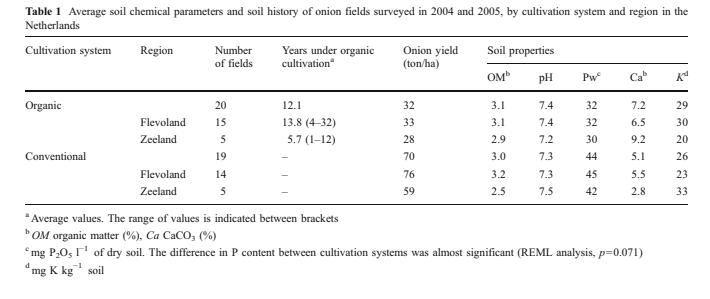 Table 1 Average soil chemical parameters and soil history of onion fields surveyed in 2004 and 2005, by cultivation system and region in the
Netherlands
Cultivation system Region Number of fields Years under organic cultivationᵃ Onion yield (ton/ha) Soil properties
OMᵇ pH Pwᶜ Caᵇ Kᵈ
Organic 20 12.1 32 3.1 7.4 32 7.2 29
Flevoland 15 13.8 (4–32) 33 3.1 7.4 32 6.5 30
Zeeland 5 5.7 (1–12) 28 2.9 7.2 30 9.2 20
Conventional 19 – 70 3.0 7.3 44 5.1 26
Flevoland 14 – 76 3.2 7.3 45 5.5 23
Zeeland 5 – 59 2.5 7.5 42 2.8 33
ᵃ Average values. The range of values is indicated between brackets
ᵇ OM organic matter (%), Ca CaCO₃ (%)
ᶜ mg P₂O₅ l⁻¹ of dry soil. The difference in P content between cultivation systems was almost significant (REML analysis, p=0.071)
ᵈ mg K kg⁻¹ soil